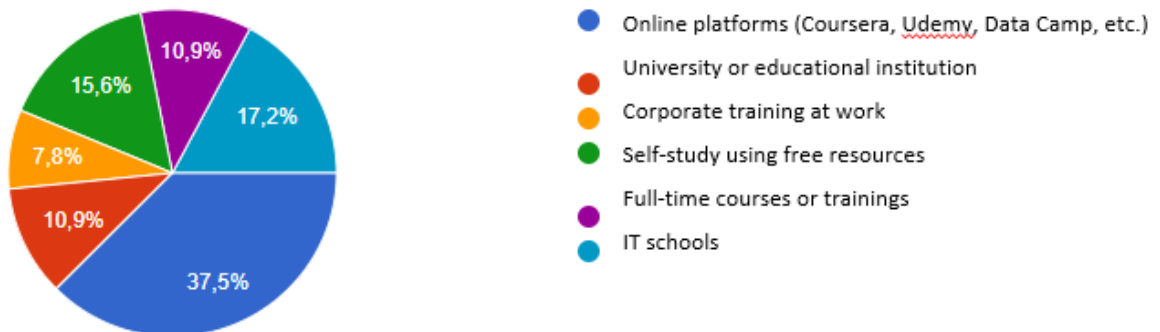 10,9%
15,6%
17,2%
7,8%
10,9%
37,5%
Online platforms (Coursera, Udemy, Data Camp, etc.)
University or educational institution
Corporate training at work
Self-study using free resources
Full-time courses or trainings
IT schools